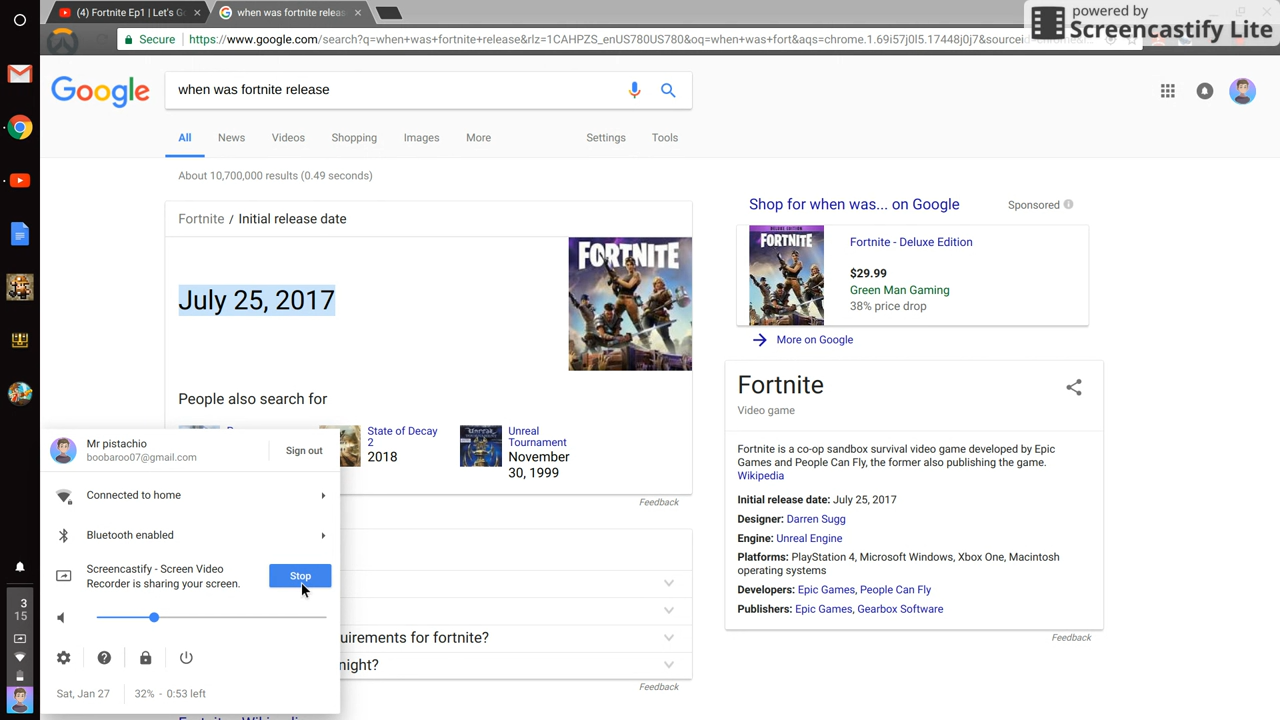 (4) Fortnite Ep1 | Let's G
when was fortnite releas
powered by
Screencastify Lite
Secure
https://www.google.com/search?q=when+was+fortnite+release&rlz=1CAHPZS_enUS780US780&oq=when+was+fort&aqs=chrome.1.69i57j0l5.17448j0j7&sourceid=chrome
Google
when was fortnite release
All
News
Videos
Shopping
Images
More
Settings
Tools
About 10,700,000 results (0.49 seconds)
Fortnite / Initial release date
July 25, 2017
FORTNITE
People also search for
State of Decay
2
2018
Unreal
Tournament
November
30, 1999
Feedback
Shop for when was... on Google
Sponsored
DELUXE EDITION
FORTNITE
Fortnite - Deluxe Edition
$29.99
Green Man Gaming
38% price drop
More on Google
Fortnite
Video game
Fortnite is a co-op sandbox survival video game developed by Epic
Games and People Can Fly, the former also publishing the game.
Wikipedia
Initial release date: July 25, 2017
Designer: Darren Sugg
Engine: Unreal Engine
Platforms: PlayStation 4, Microsoft Windows, Xbox One, Macintosh
operating systems
Developers: Epic Games, People Can Fly
Publishers: Epic Games, Gearbox Software
Feedback
uirements for fortnite?
night?
Feedback
Mr pistachio
boobaroo07@gmail.com
Sign out
Connected to home
Bluetooth enabled
Screencastify - Screen Video
Recorder is sharing your screen.
Stop
Sat, Jan 27
32% - 0:53 left
3
15